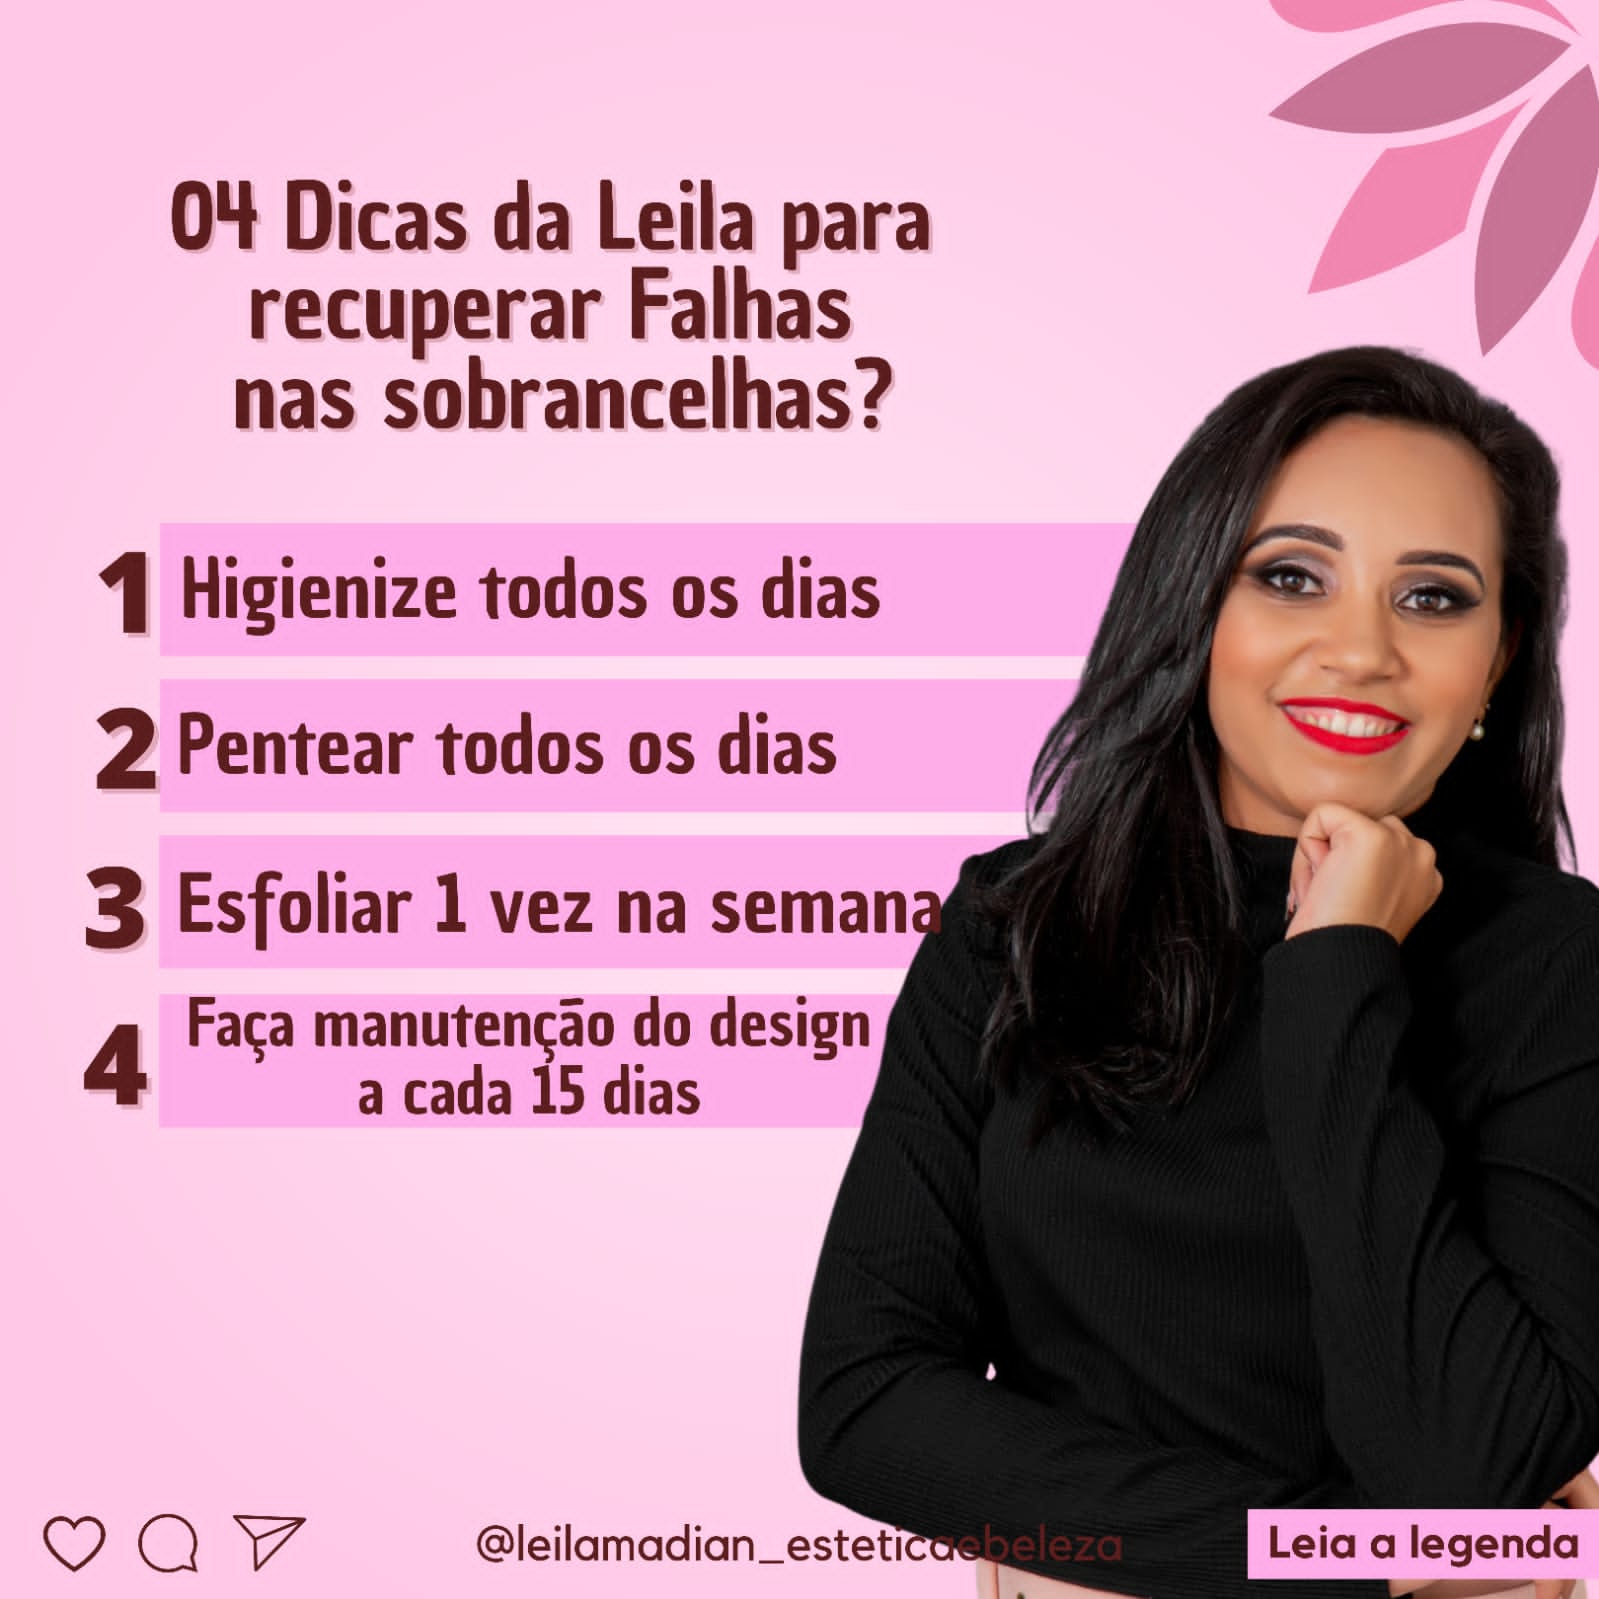 04 Dicas da Leila para
recuperar Falhas
nas sobrancelhas?
1 Higienize todos os dias
2 Pentear todos os dias
3 Esfoliar 1 vez na semana
4 Faça manutenção do design
a cada 15 dias
@leilamadian_esteticaebeleza
Leia a legenda